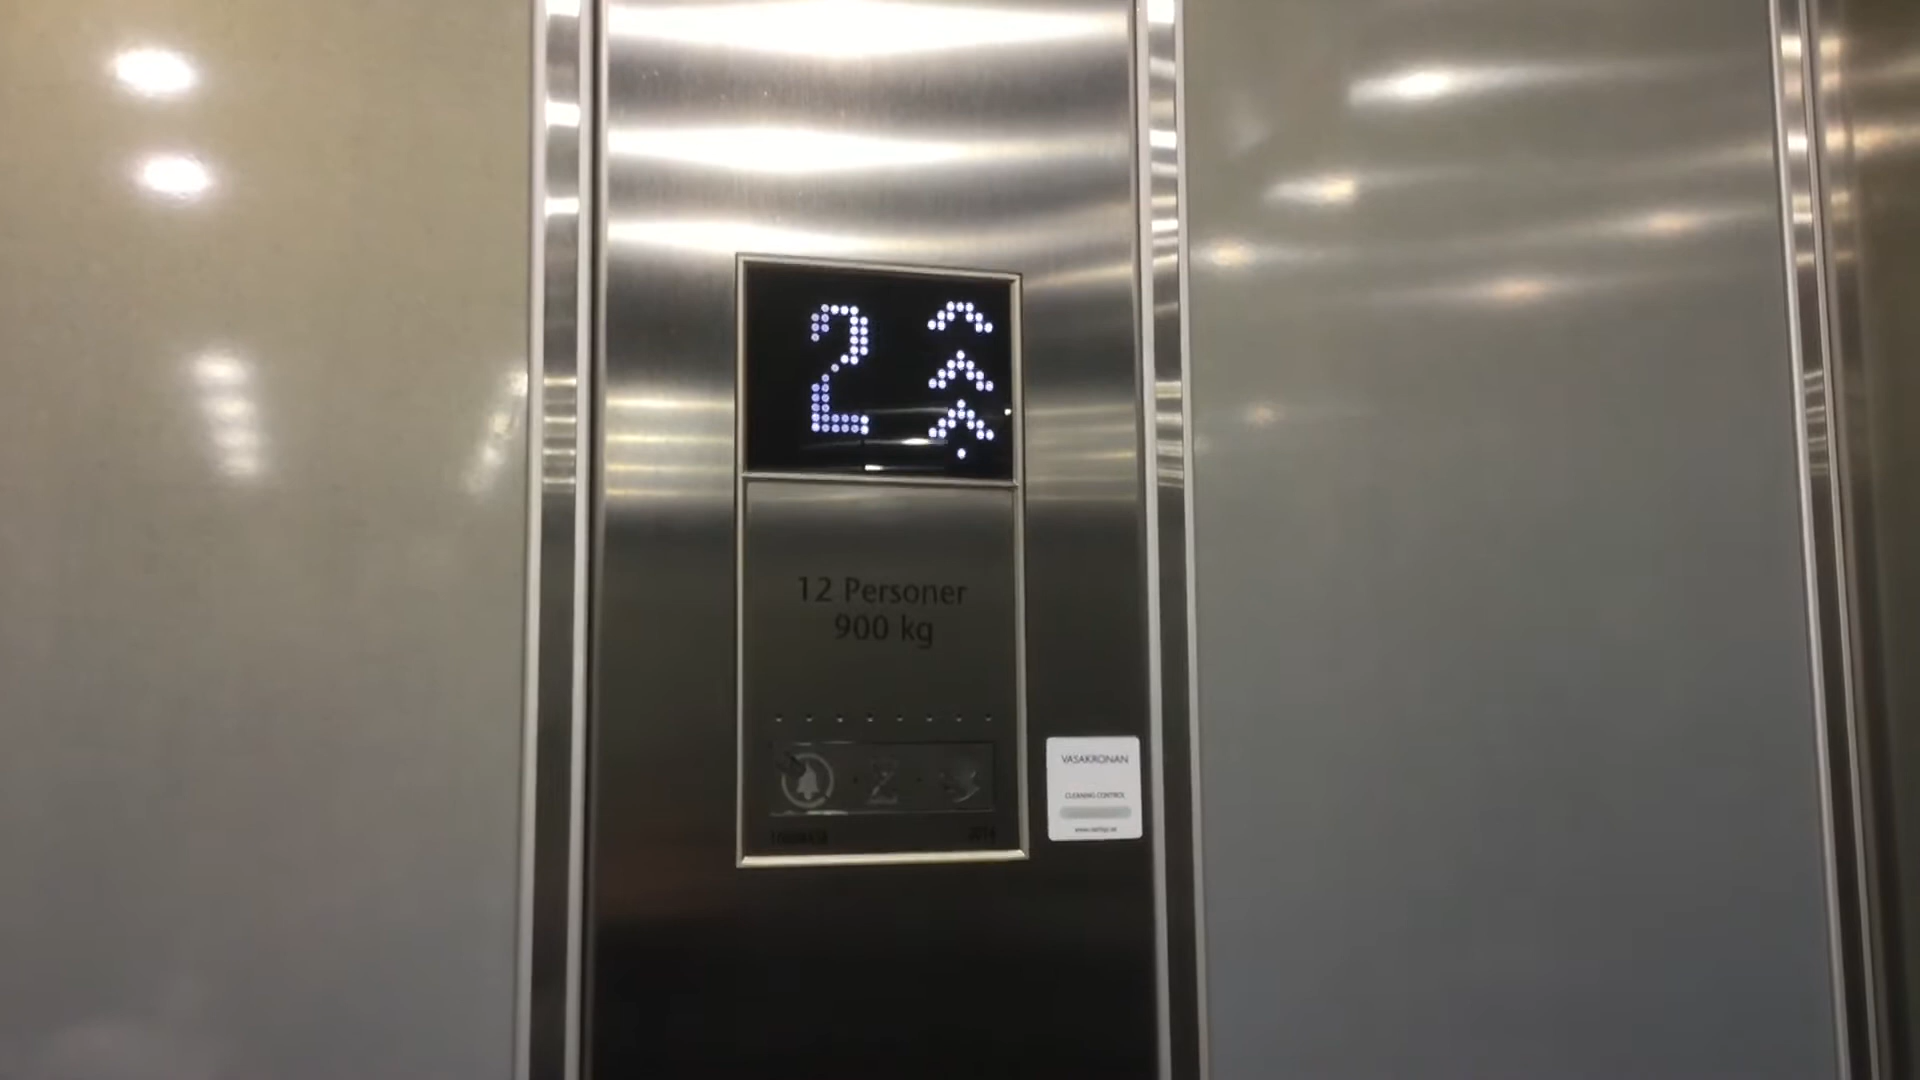 2
12 Personer
900 kg
VASAKRONAN
CLEANING CONTROL